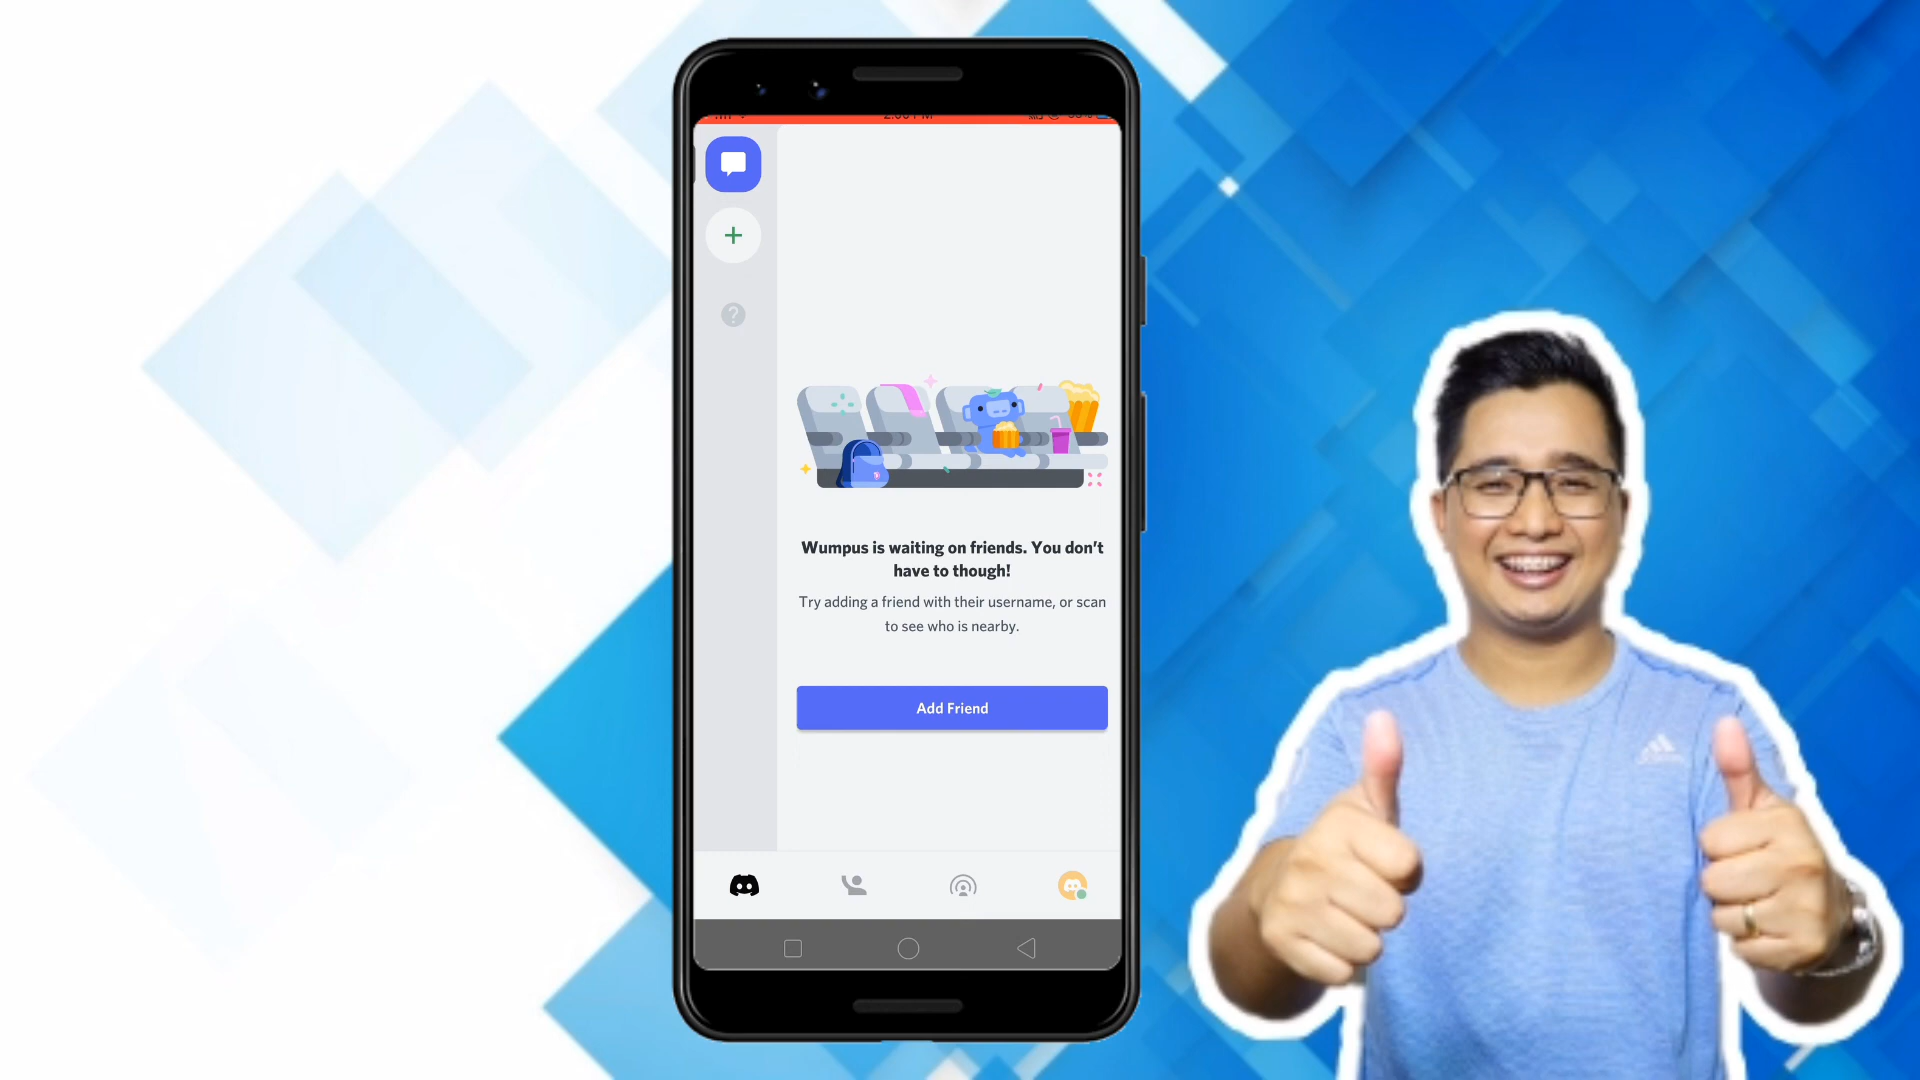 Wumpus is waiting on friends. You don't
have to though!
Try adding a friend with their username, or scan
to see who is nearby.
Add Friend